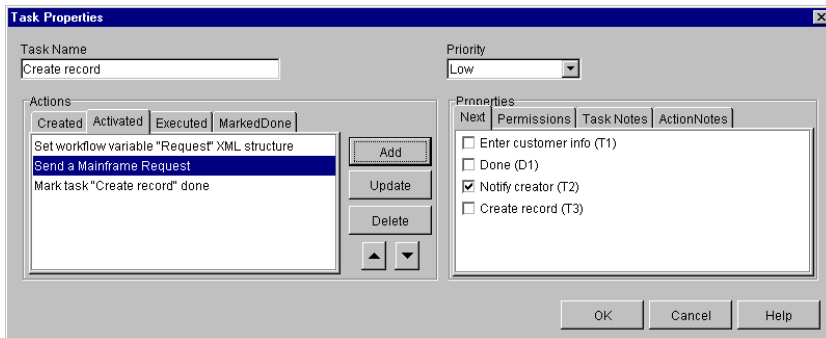 Task Properties
Task Name
Priority
Create record
Low
Actions
Properties
Created Activated Executed MarkedDone
Next Permissions Task Notes ActionNotes
Set workflow variable "Request" XML structure
Send a Mainframe Request
Mark task "Create record" done
Add
Update
Delete
Enter customer info (T1)
Done (D1)
Notify creator (T2)
Create record (T3)
OK Cancel Help